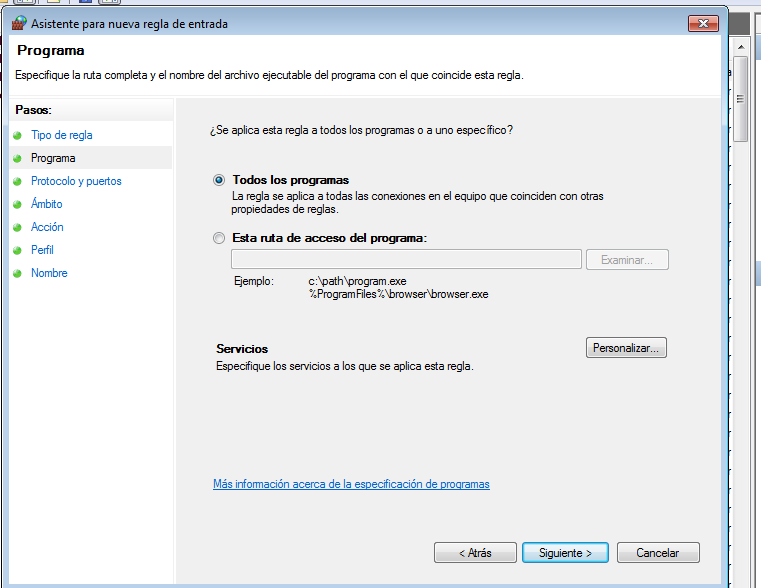 Asistente para nueva regla de entrada
Programa
Especifique la ruta completa y el nombre del archivo ejecutable del programa con el que coincide esta regla.
Pasos:
Tipo de regla
Programa
Protocolo y puertos
Ámbito
Acción
Perfil
Nombre
¿Se aplica esta regla a todos los programas o a uno específico?
Todos los programas
La regla se aplica a todas las conexiones en el equipo que coinciden con otras
propiedades de reglas.
Esta ruta de acceso del programa:
Examinar...
Ejemplo: c:\path\program.exe
%ProgramFiles%\browser\browser.exe
Servicios
Personalizar...
Especifique los servicios a los que se aplica esta regla.
Más información acerca de la especificación de programas
< Atrás Siguiente > Cancelar